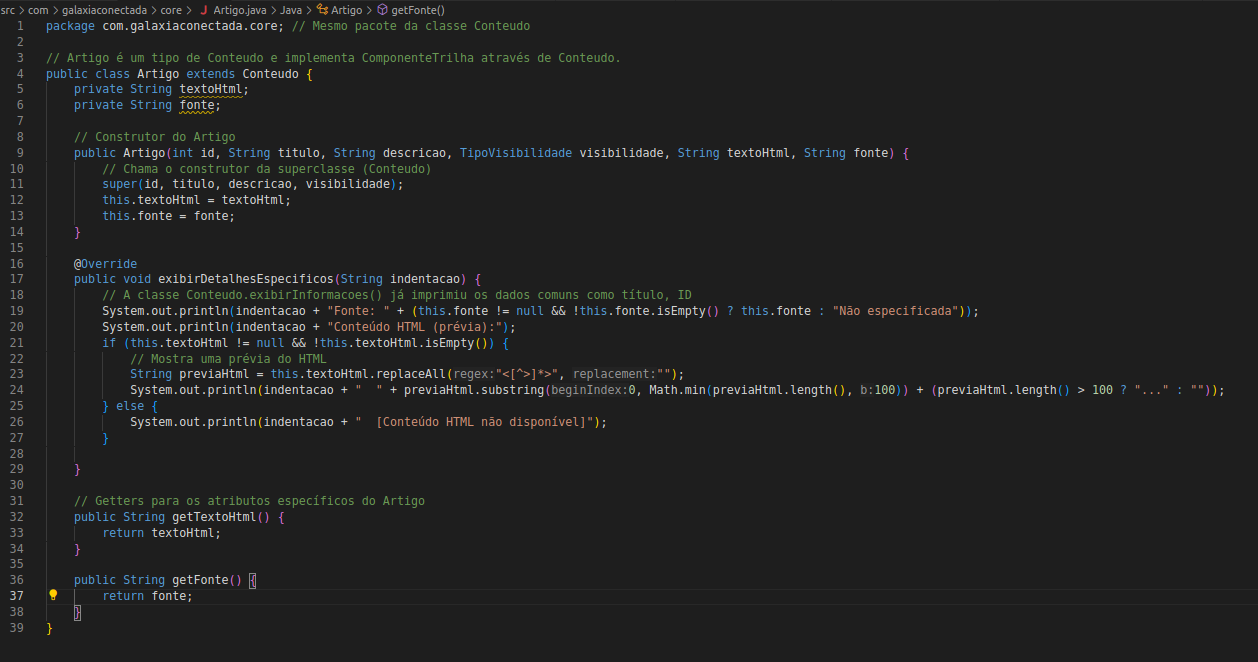 src > com > galaxiaconectada > core > J Artigo.java > Java > Artigo > getFonte()
1 package com.galaxiaconectada.core; // Mesmo pacote da classe Conteudo
2
3 // Artigo é um tipo de Conteudo e implementa ComponenteTrilha através de Conteudo.
4 public class Artigo extends Conteudo {
5 private String textoHtml;
6 private String fonte;
7
8 // Construtor do Artigo
9 public Artigo(int id, String titulo, String descricao, TipoVisibilidade visibilidade, String textoHtml, String fonte) {
10 // Chama o construtor da superclasse (Conteudo)
11 super(id, titulo, descricao, visibilidade);
12 this.textoHtml = textoHtml;
13 this.fonte = fonte;
14 }
15
16 @Override
17 public void exibirDetalhesEspecificos(String indentacao) {
18 // A classe Conteudo.exibirInformacoes() já imprimiu os dados comuns como título, ID
19 System.out.println(indentacao + "Fonte: " + (this.fonte != null && !this.fonte.isEmpty() ? this.fonte : "Não especificada"));
20 System.out.println(indentacao + "Conteúdo HTML (prévia):");
21 if (this.textoHtml != null && !this.textoHtml.isEmpty()) {
22 // Mostra uma prévia do HTML
23 String previaHtml = this.textoHtml.replaceAll(regex:"<[^>]*>", replacement:"");
24 System.out.println(indentacao + "  " + previaHtml.substring(beginIndex:0, Math.min(previaHtml.length(), b:100)) + (previaHtml.length() > 100 ? "..." : ""));
25 } else {
26 System.out.println(indentacao + "  [Conteúdo HTML não disponível]");
27 }
28
29 }
30
31 // Getters para os atributos específicos do Artigo
32 public String getTextoHtml() {
33 return textoHtml;
34 }
35
36 public String getFonte() {
37 return fonte;
38 }
39 }